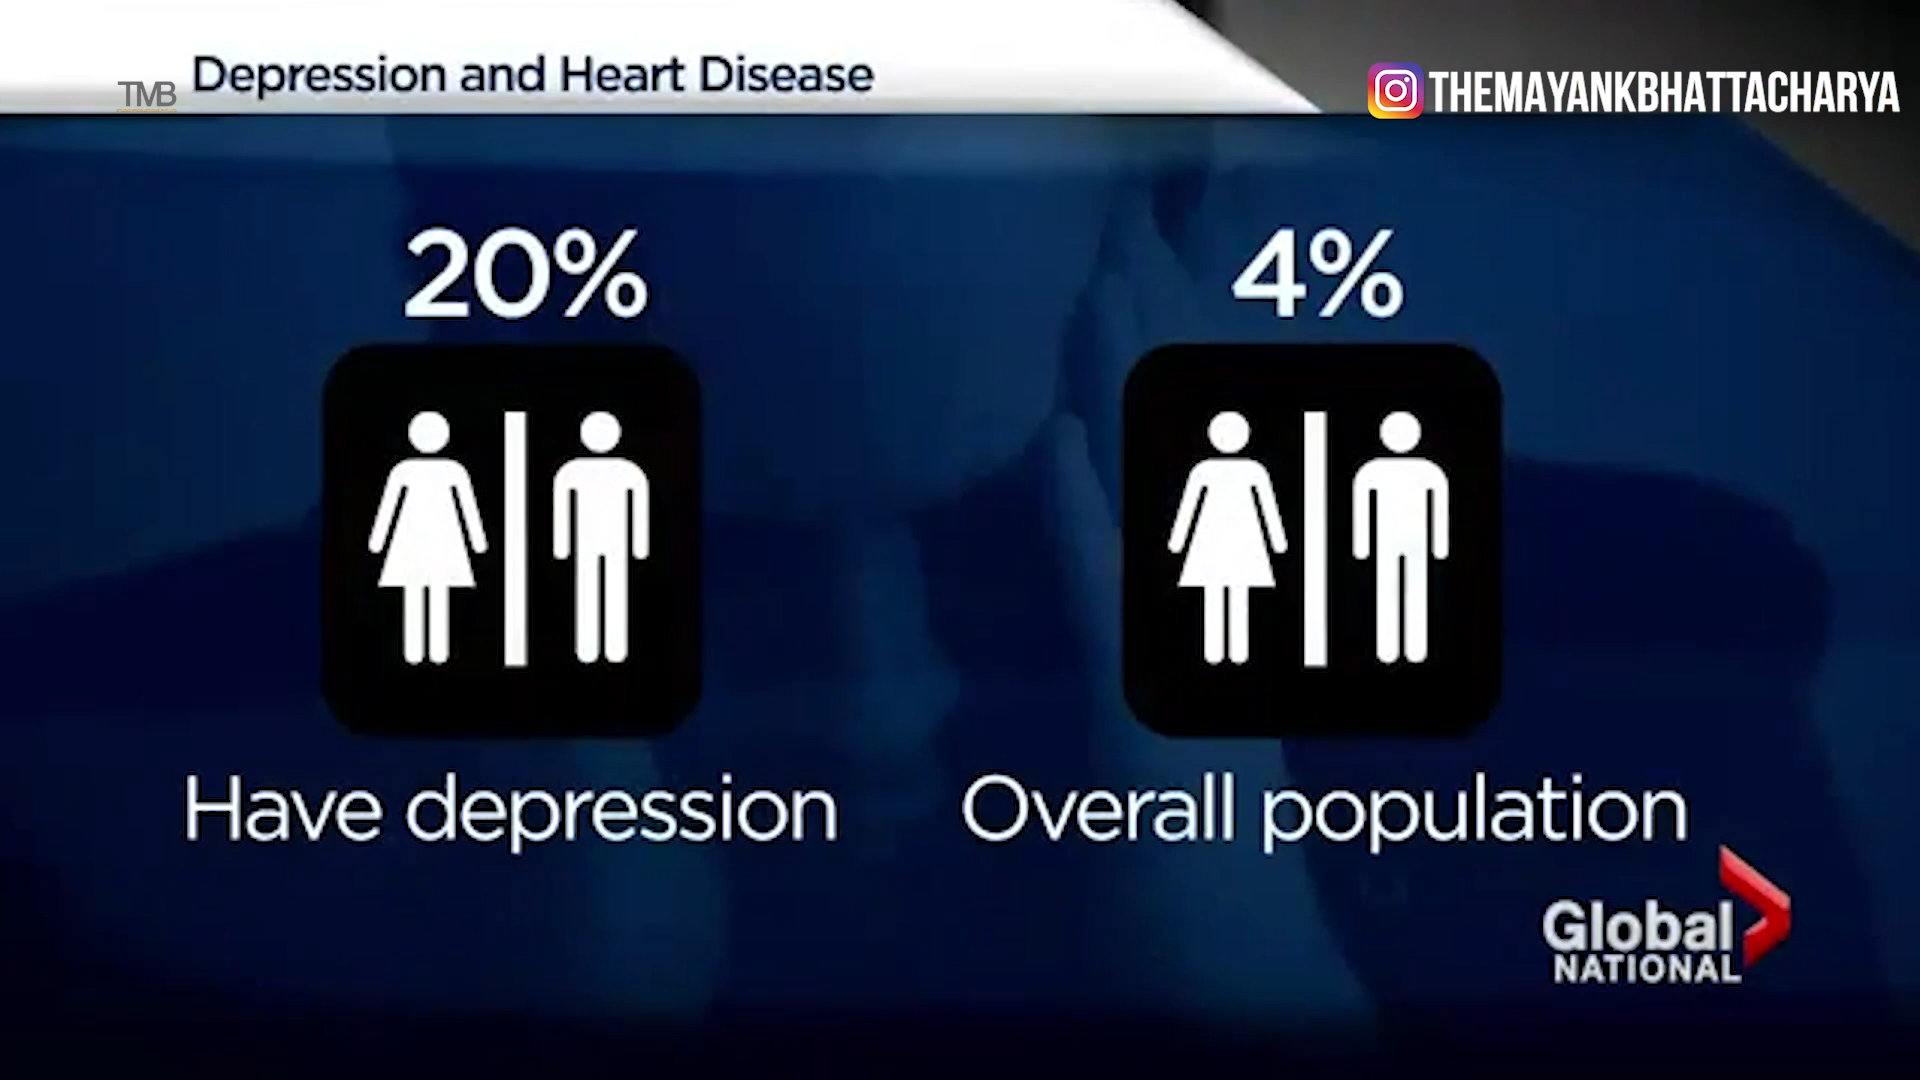 Depression and Heart Disease
TMB
THEMAYANKBHATTACHARYA
20%
4%
Have depression
Overall population
Global
NATIONAL